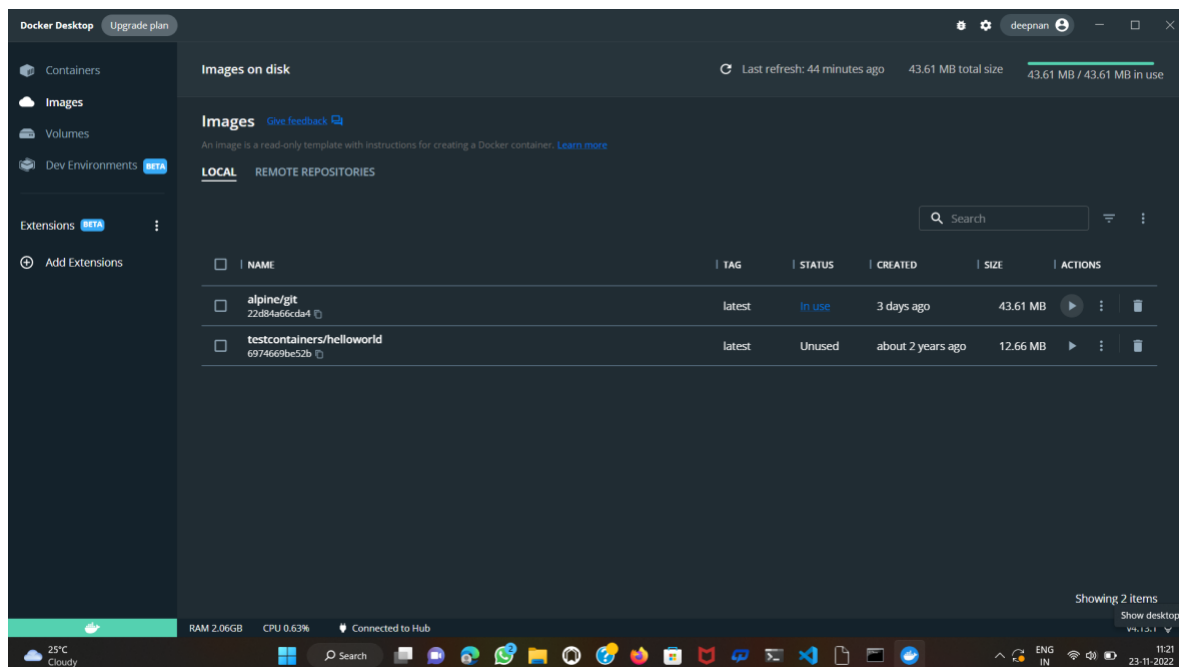 Docker Desktop Upgrade plan deepnan
Containers
Images
Volumes
Dev Environments BETA
Extensions BETA
Add Extensions
Images on disk Last refresh: 44 minutes ago 43.61 MB total size 43.61 MB / 43.61 MB in use
Images Give feedback
An image is a read-only template with instructions for creating a Docker container. Learn more
LOCAL REMOTE REPOSITORIES
Search
NAME TAG STATUS CREATED SIZE ACTIONS
alpine/git latest In use 3 days ago 43.61 MB
22d84a66cda4
testcontainers/helloworld latest Unused about 2 years ago 12.66 MB
6974669be52b
Showing 2 items
Show desktop
RAM 2.06GB CPU 0.63% Connected to Hub v4.13.1
25°C
Cloudy
Search
ENG
IN
11:21
23-11-2022